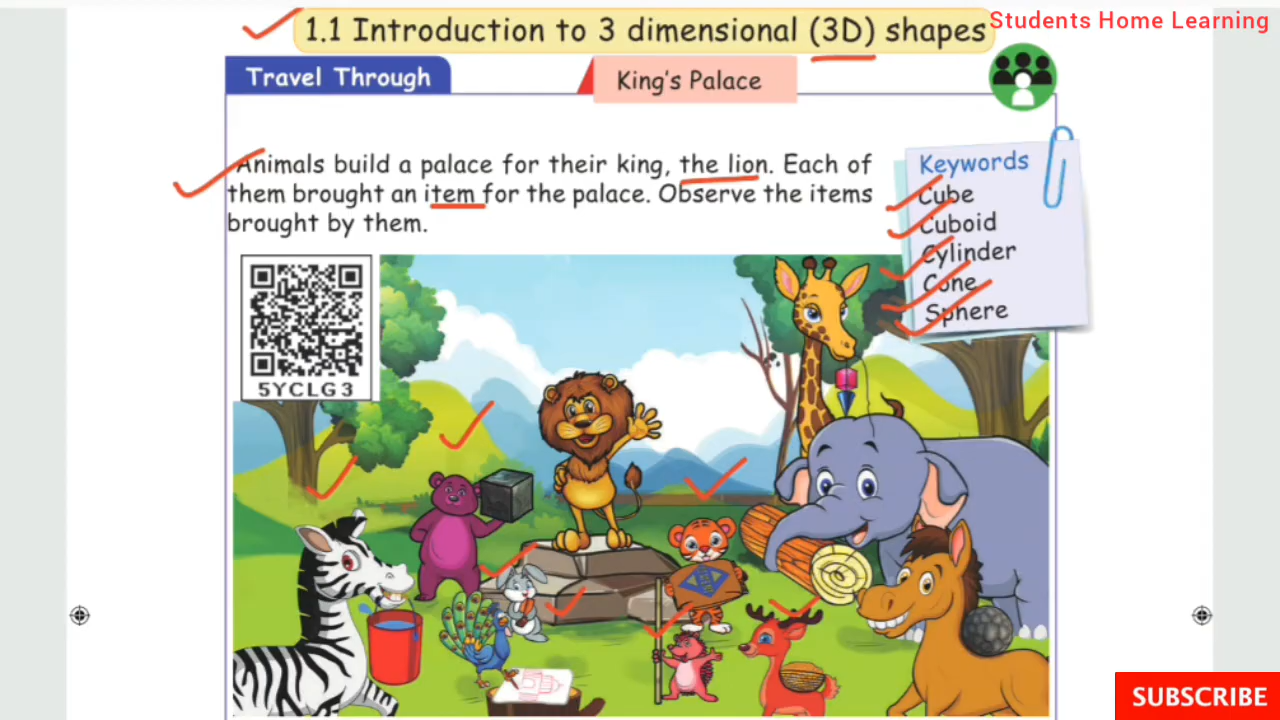 Students Home Learning
1.1 Introduction to 3 dimensional (3D) shapes
Travel Through
King's Palace
Animals build a palace for their king, the lion. Each of
them brought an item for the palace. Observe the items
brought by them.
Keywords
Cube
Cuboid
Cylinder
Cone
Sphere
5YCLG3
SUBSCRIBE